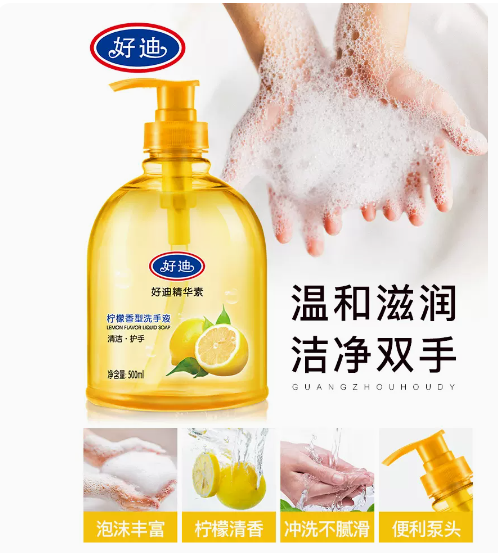 好迪
好迪
好迪精华素
柠檬香型洗手液
LEMON FLAVOR LIQUID SOAP
清洁·护手
净含量:500ml
温和滋润
洁净双手
GUANGZHOUHOUDY
泡沫丰富
柠檬清香
冲洗不腻滑
便利泵头